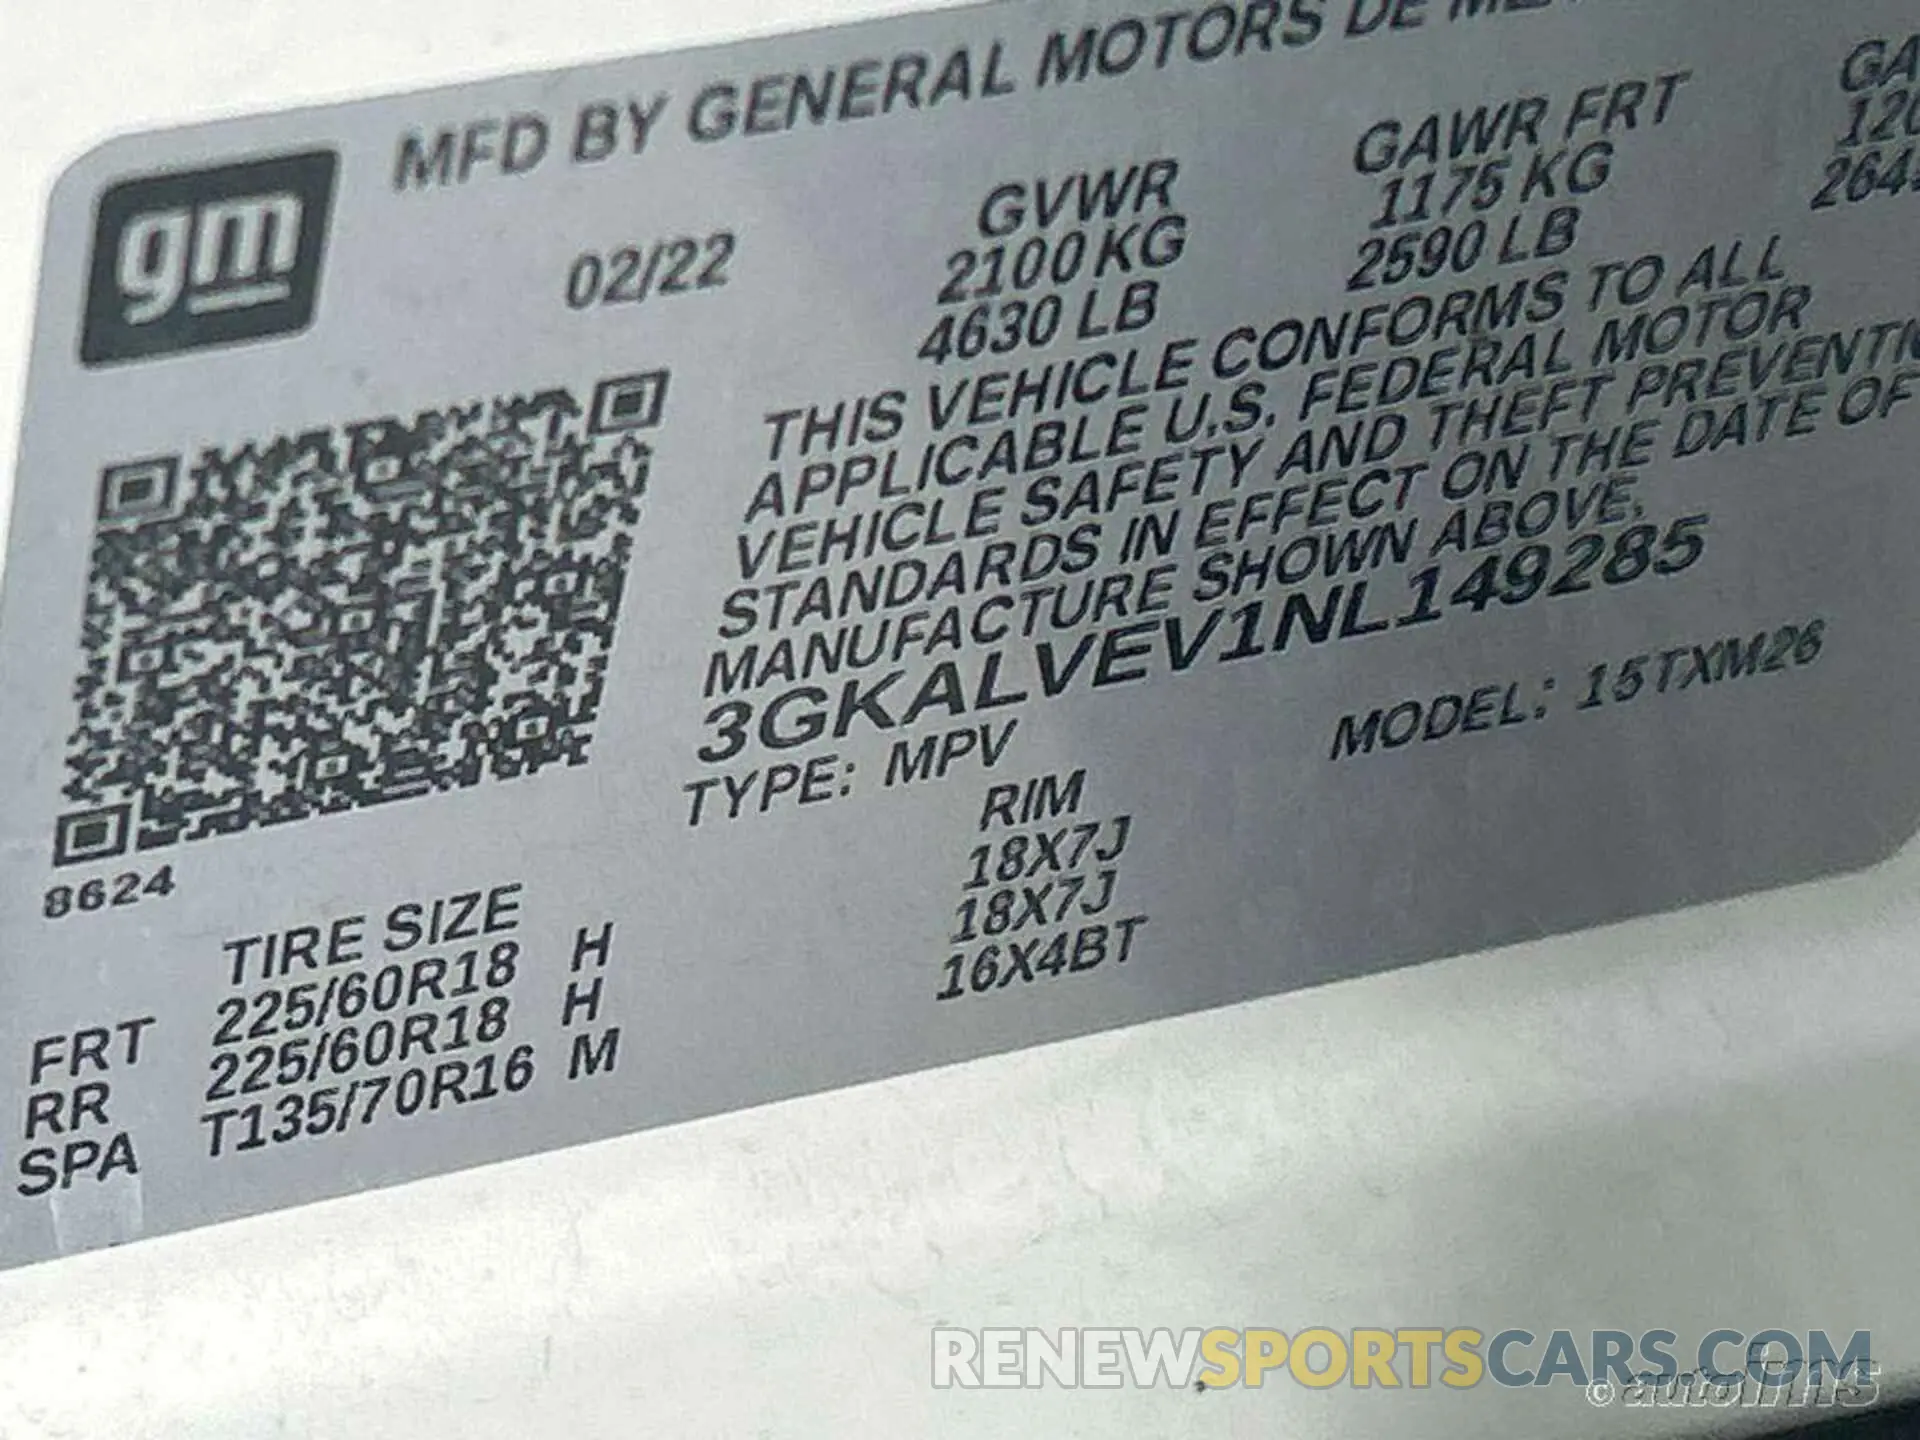 gm
MFD BY GENERAL MOTORS DE
02/22
GVWR
2100 KG
4630 LB
GAWR FRT
1175 KG
2590 LB
THIS VEHICLE CONFORMS TO ALL
APPLICABLE U.S. FEDERAL MOTOR
VEHICLE SAFETY AND THEFT PREVENTI
STANDARDS IN EFFECT ON THE DATE OF
MANUFACTURE SHOWN ABOVE.
3GKALVEV1NL149285
TYPE: MPV MODEL: 15TXM26
8624
TIRE SIZE RIM
FRT 225/60R18 H 18X7J
RR 225/60R18 H 18X7J
SPA T135/70R16 M 16X4BT
RENEWSPORTSCARS.COM
© autobids